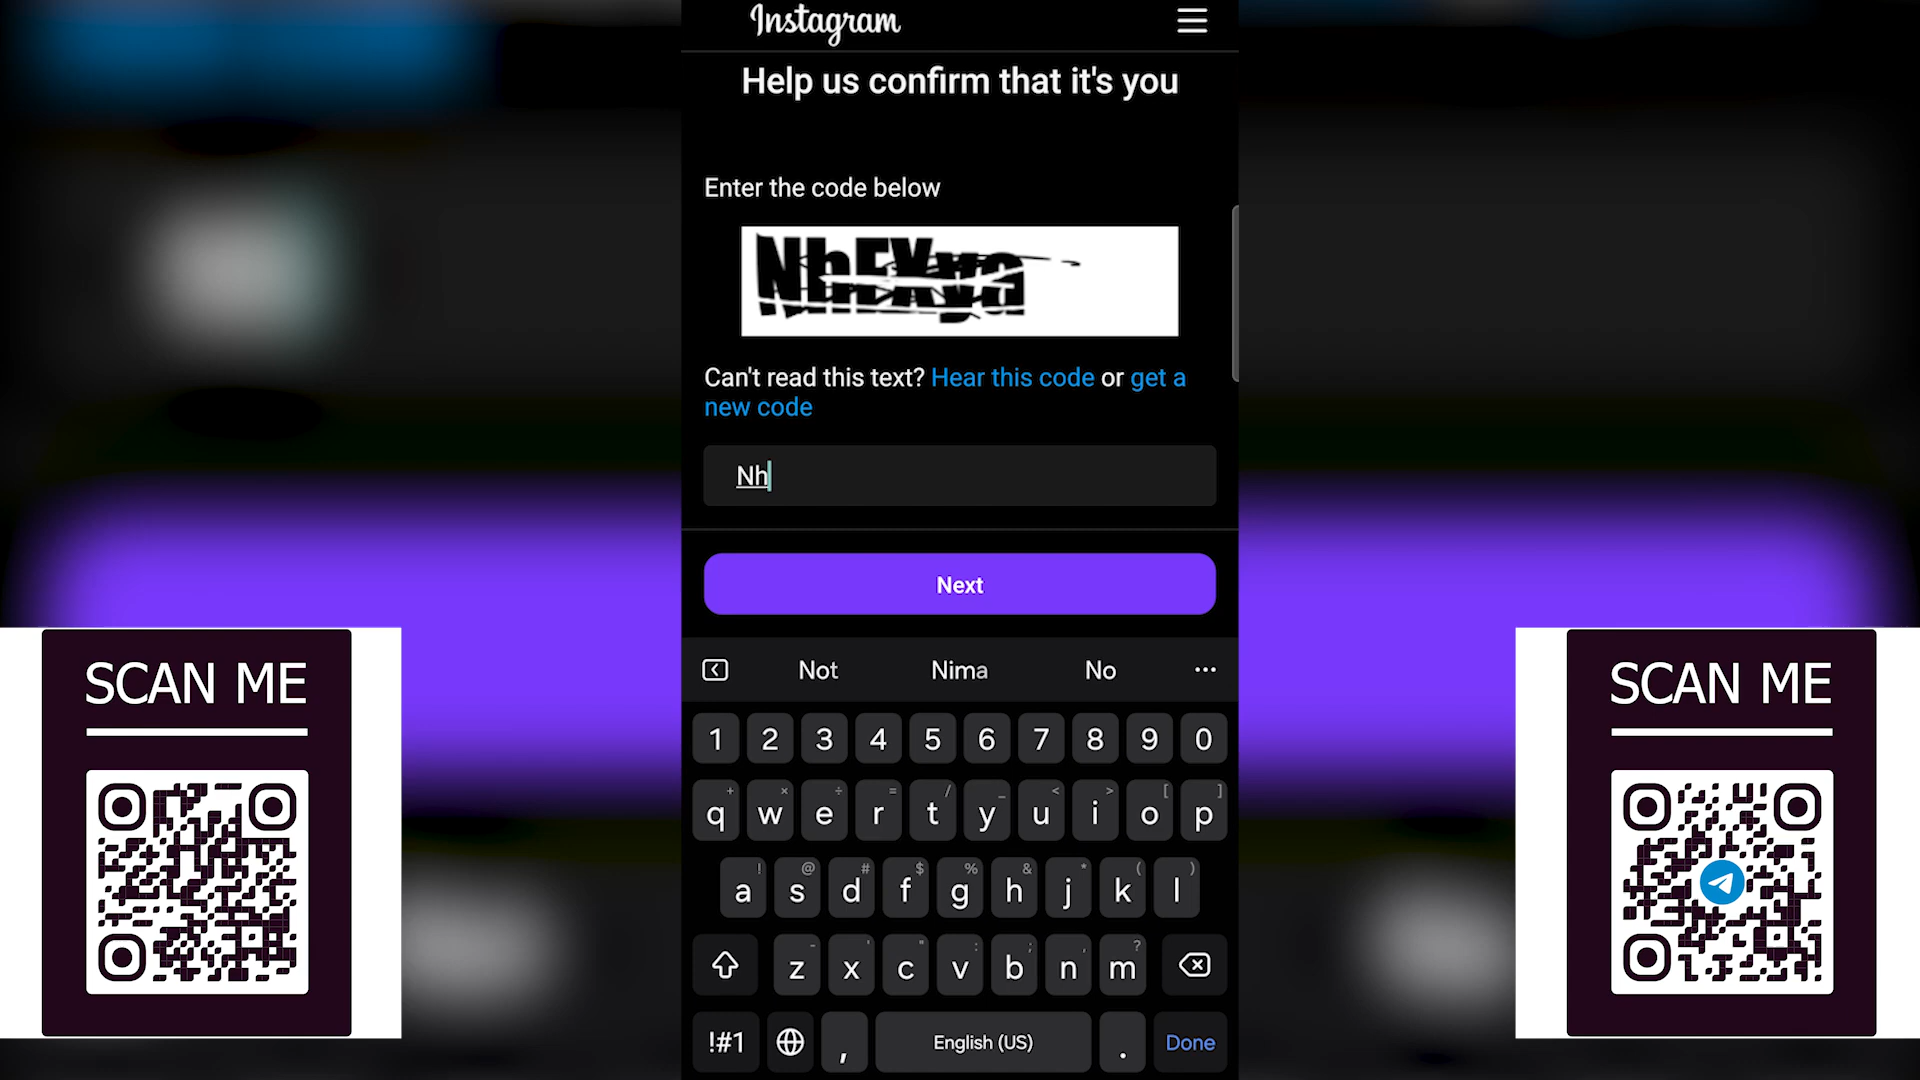 Instagram
Help us confirm that it's you
Enter the code below
Can't read this text? Hear this code or get a
new code
Nh
Next
SCAN ME
SCAN ME
Not Nima No ...
1 2 3 4 5 6 7 8 9 0
+ × ÷ = / _ < > [ ]
q w e r t y u i o p
! @ # $ % & * ( )
a s d f g h j k l
- ' " : ; , ?
z x c v b n m
!#1 , English (US) . Done